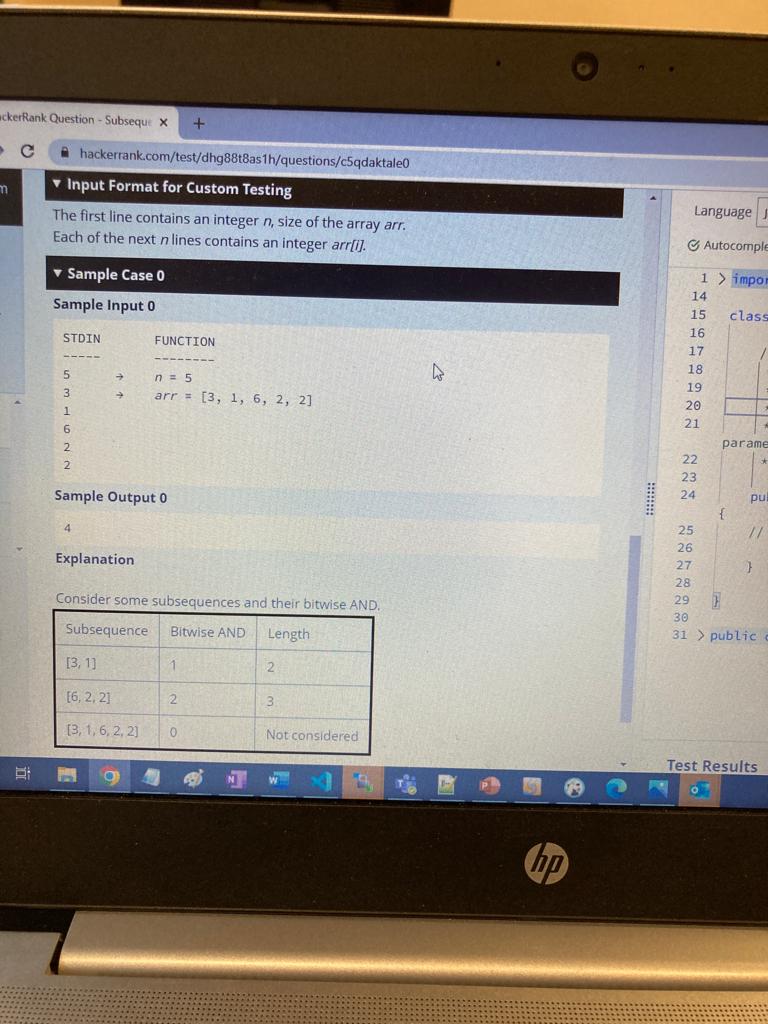 ckerRank Question - Subseque
hackerrank.com/test/dhg88t8as1h/questions/c5qdaktale0
Input Format for Custom Testing
The first line contains an integer n, size of the array arr.
Each of the next n lines contains an integer arr[i].
Sample Case 0
Sample Input 0
STDIN FUNCTION
----- --------
5 → n = 5
3 → arr = [3, 1, 6, 2, 2]
1
6
2
2
Sample Output 0
4
Explanation
Consider some subsequences and their bitwise AND.
Subsequence Bitwise AND Length
[3, 1] 1 2
[6, 2, 2] 2 3
[3, 1, 6, 2, 2] 0 Not considered
Language
Autocomple
1 > impor
14
15 class
16
17 /
18
19 *
20 *
21 *
parame
22 *
23
24 pu
{
25 //
26
27 }
28
29 }
30
31 > public
Test Results
hp